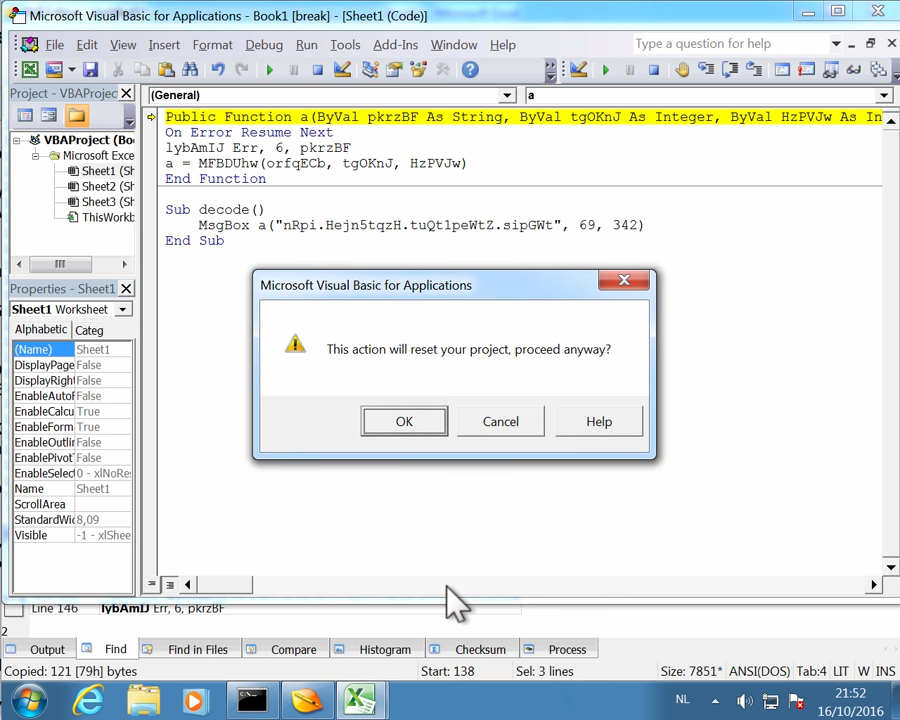 Microsoft Visual Basic for Applications - Book1 [break] - [Sheet1 (Code)]
File Edit View Insert Format Debug Run Tools Add-Ins Window Help
Type a question for help
Project - VBAProject
(General)
a
Public Function a(ByVal pkrzBF As String, ByVal tgOKnJ As Integer, ByVal HzPVJw As In
On Error Resume Next
lybAmIJ Err, 6, pkrzBF
a = MFBDUhw(orfqECb, tgOKnJ, HzPVJw)
End Function
Sub decode()
MsgBox a("nRpi.Hejn5tqzH.tuQt1peWtZ.sipGWt", 69, 342)
End Sub
VBAProject (Bo
Microsoft Exce
Sheet1 (Sh
Sheet2 (Sh
Sheet3 (Sh
ThisWorkb
Properties - Sheet1
Sheet1 Worksheet
Alphabetic Categ
(Name) Sheet1
DisplayPage False
DisplayRight False
EnableAutoF False
EnableCalcu True
EnableForm True
EnableOutli False
EnablePivotT False
EnableSelect 0 - xlNoRes
Name Sheet1
ScrollArea
StandardWid 8,09
Visible -1 - xlShee
Microsoft Visual Basic for Applications
This action will reset your project, proceed anyway?
OK Cancel Help
Line 146 lybAmIJ Err, 6, pkrzBF
2
Output Find Find in Files Compare Histogram Checksum Process
Copied: 121 [79h] bytes Start: 138 Sel: 3 lines Size: 7851* ANSI(DOS) Tab:4 LIT W INS
NL
21:52
16/10/2016